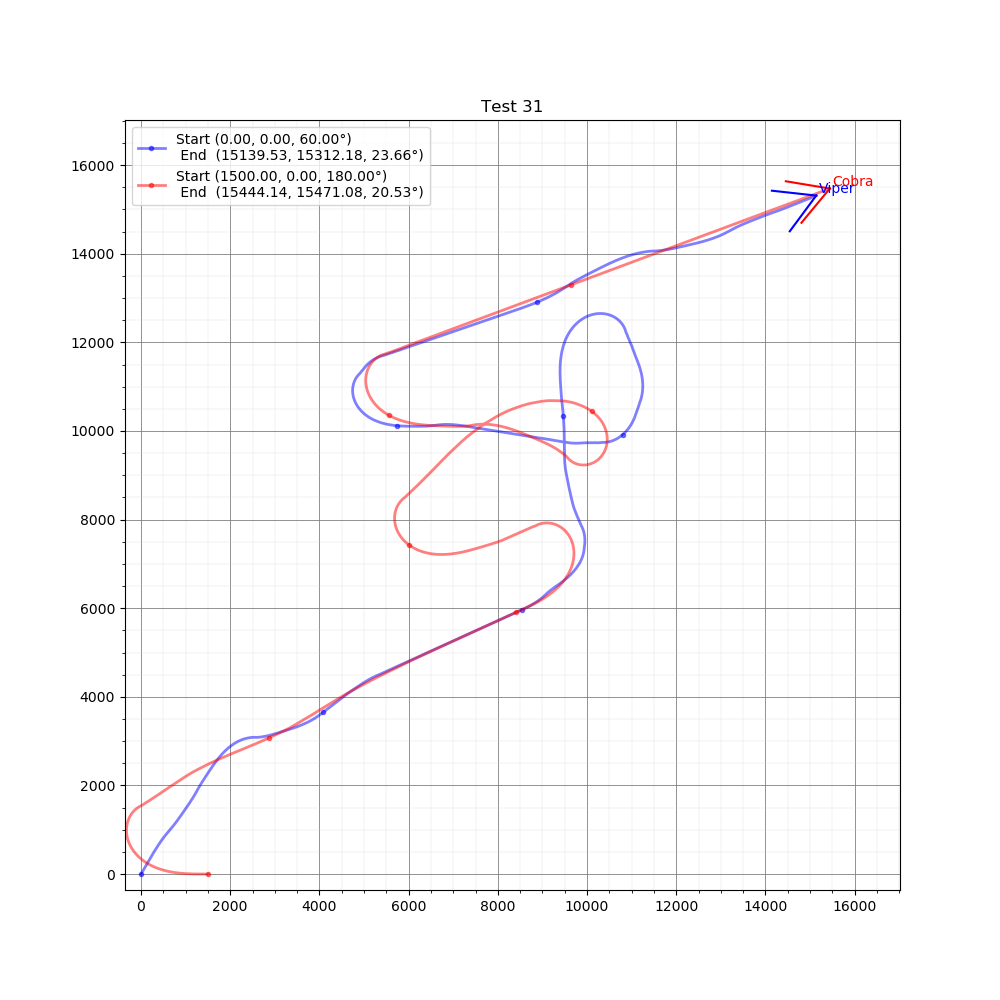 Test 31
Start (0.00, 0.00, 60.00°)
End  (15139.53, 15312.18, 23.66°)
Start (1500.00, 0.00, 180.00°)
End  (15444.14, 15471.08, 20.53°)
Cobra
Viper
16000
14000
12000
10000
8000
6000
4000
2000
0
0 2000 4000 6000 8000 10000 12000 14000 16000